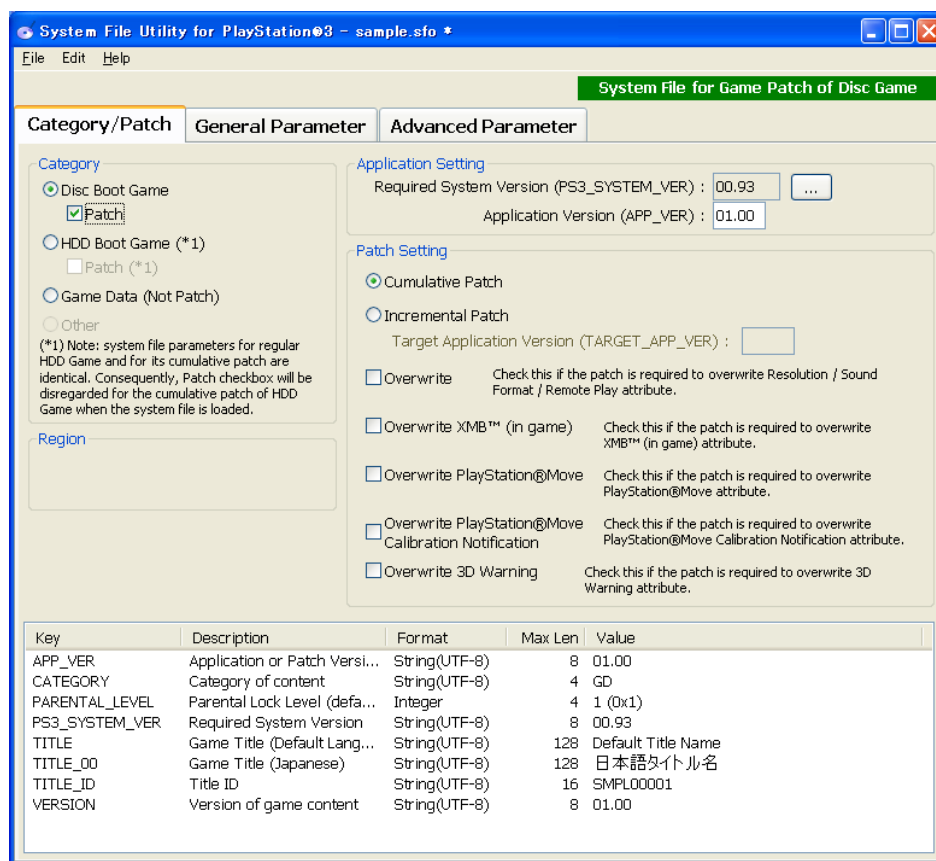 System File Utility for PlayStation®3 - sample.sfo *
File Edit Help
System File for Game Patch of Disc Game
Category/Patch General Parameter Advanced Parameter
Category
Disc Boot Game
Patch
HDD Boot Game (*1)
Patch (*1)
Game Data (Not Patch)
Other
(*1) Note: system file parameters for regular
HDD Game and for its cumulative patch are
identical. Consequently, Patch checkbox will be
disregarded for the cumulative patch of HDD
Game when the system file is loaded.
Region
Application Setting
Required System Version (PS3_SYSTEM_VER) : 00.93 ...
Application Version (APP_VER) : 01.00
Patch Setting
Cumulative Patch
Incremental Patch
Target Application Version (TARGET_APP_VER) :
Overwrite Check this if the patch is required to overwrite Resolution / Sound
Format / Remote Play attribute.
Overwrite XMB™ (in game) Check this if the patch is required to overwrite
XMB™ (in game) attribute.
Overwrite PlayStation®Move Check this if the patch is required to overwrite
PlayStation®Move attribute.
Overwrite PlayStation®Move Check this if the patch is required to overwrite
Calibration Notification PlayStation®Move Calibration Notification attribute.
Overwrite 3D Warning Check this if the patch is required to overwrite 3D
Warning attribute.
Key Description Format Max Len Value
APP_VER Application or Patch Versi... String(UTF-8) 8 01.00
CATEGORY Category of content String(UTF-8) 4 GD
PARENTAL_LEVEL Parental Lock Level (defa... Integer 4 1 (0x1)
PS3_SYSTEM_VER Required System Version String(UTF-8) 8 00.93
TITLE Game Title (Default Lang... String(UTF-8) 128 Default Title Name
TITLE_00 Game Title (Japanese) String(UTF-8) 128 日本語タイトル名
TITLE_ID Title ID String(UTF-8) 16 SMPL00001
VERSION Version of game content String(UTF-8) 8 01.00